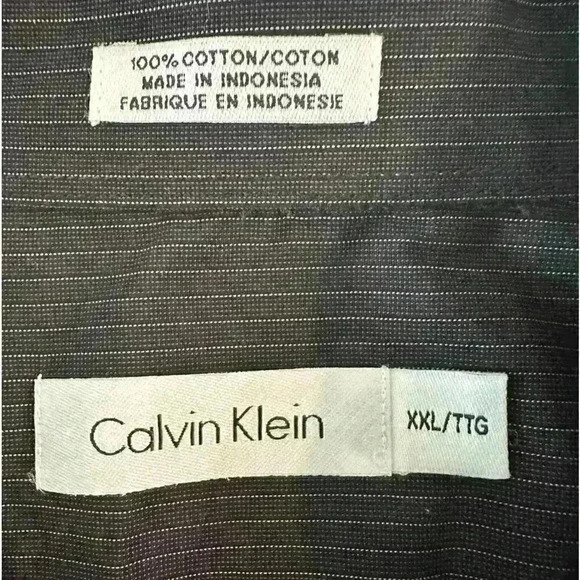 100% COTTON/COTON
MADE IN INDONESIA
FABRIQUE EN INDONESIE
Calvin Klein
XXL/TTG